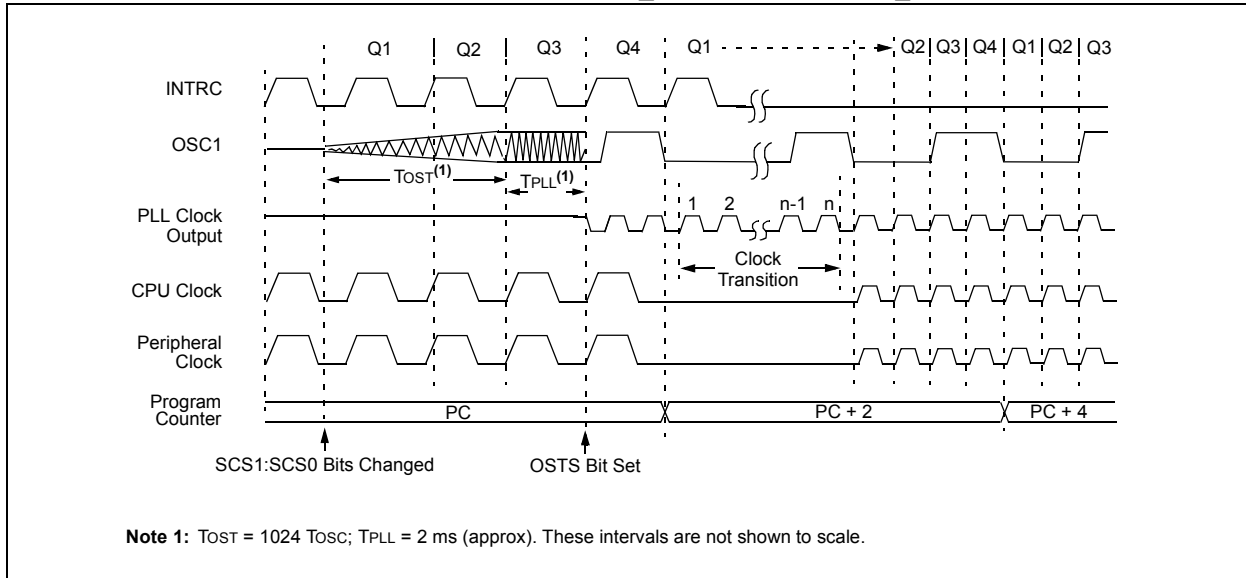 Q1 Q2 Q3 Q4 Q1 Q2 Q3 Q4 Q1 Q2 Q3
INTRC
OSC1
TOST(1) TPLL(1)
1 2 n-1 n
PLL Clock
Output
Clock
Transition
CPU Clock
Peripheral
Clock
Program
Counter
PC PC + 2 PC + 4
SCS1:SCS0 Bits Changed OSTS Bit Set
Note 1: TOST = 1024 TOSC; TPLL = 2 ms (approx). These intervals are not shown to scale.